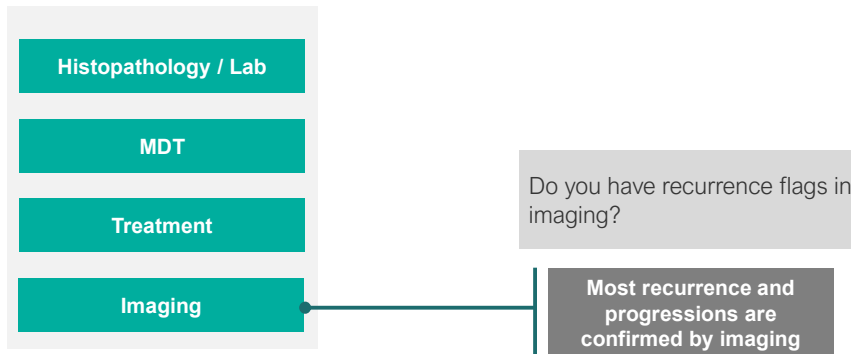 Histopathology / Lab
MDT
Treatment
Imaging
Do you have recurrence flags in
imaging?
Most recurrence and
progressions are
confirmed by imaging